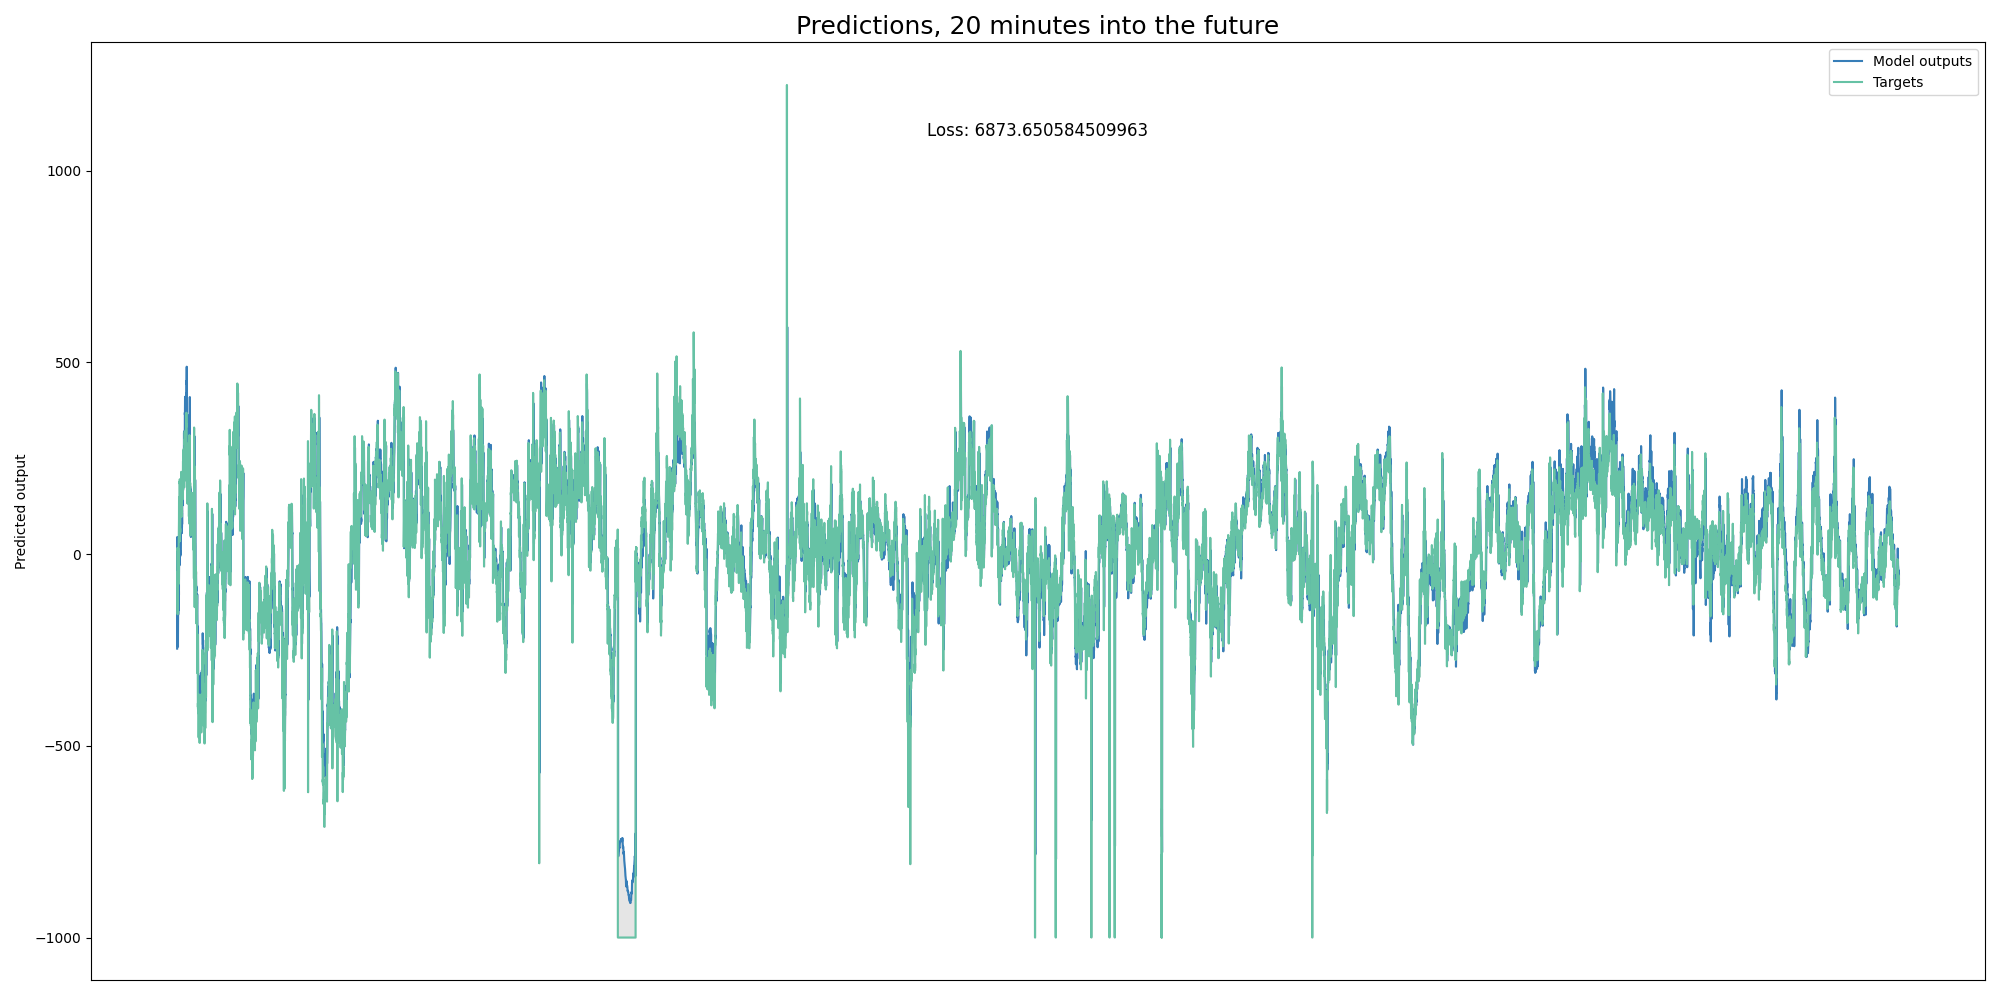 Predictions, 20 minutes into the future
Model outputs
Targets
Loss: 6873.650584509963
1000
500
0
−500
−1000
Predicted output